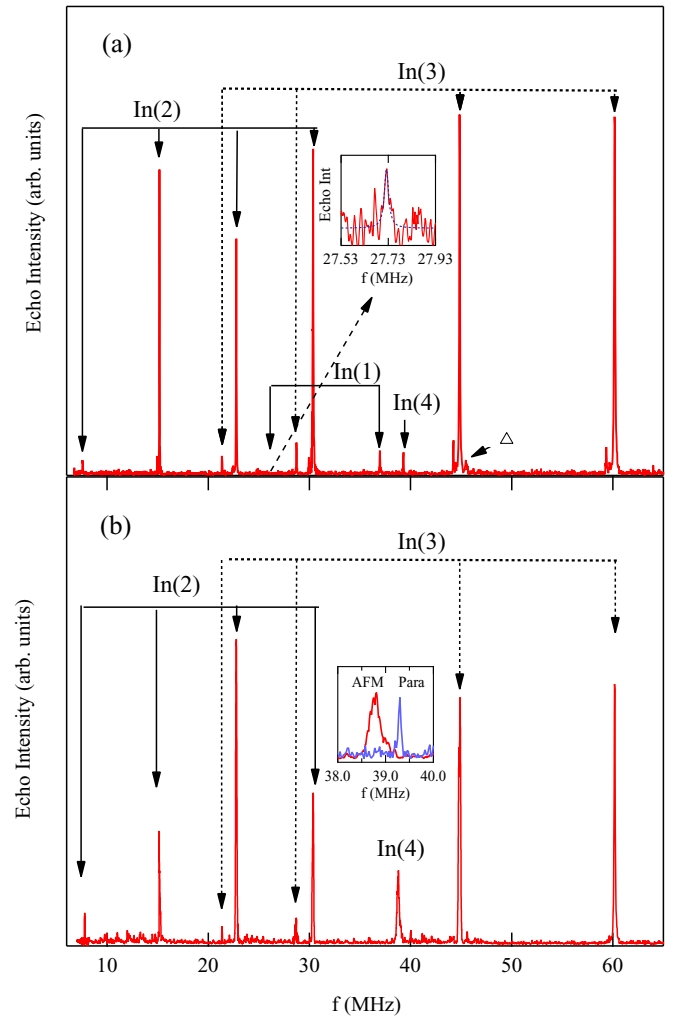 (a)
In(3)
In(2)
Echo Intensity (arb. units)
Echo Int
27.53 27.73 27.93
f (MHz)
In(1)
In(4)
△
(b)
In(3)
In(2)
Echo Intensity (arb. units)
AFM Para
38.0 39.0 40.0
f (MHz)
In(4)
10 20 30 40 50 60
f (MHz)